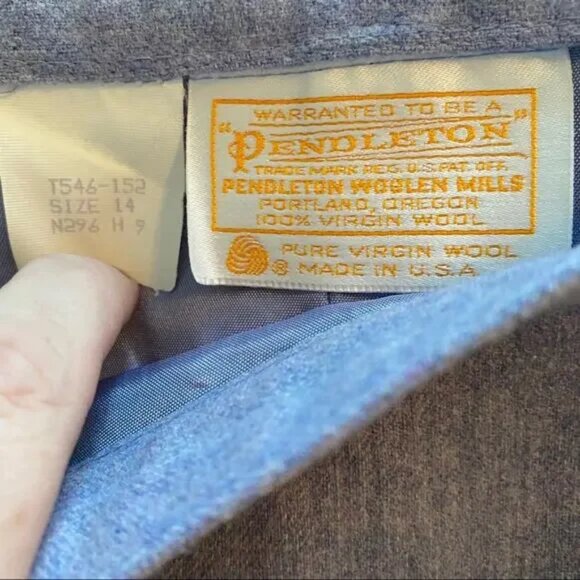 T546-152
SIZE 14
N296 H 9
WARRANTED TO BE A
"PENDLETON"
TRADE MARK REG. U.S. PAT. OFF.
PENDLETON WOOLEN MILLS
PORTLAND, OREGON
100% VIRGIN WOOL
PURE VIRGIN WOOL
® MADE IN U.S.A.